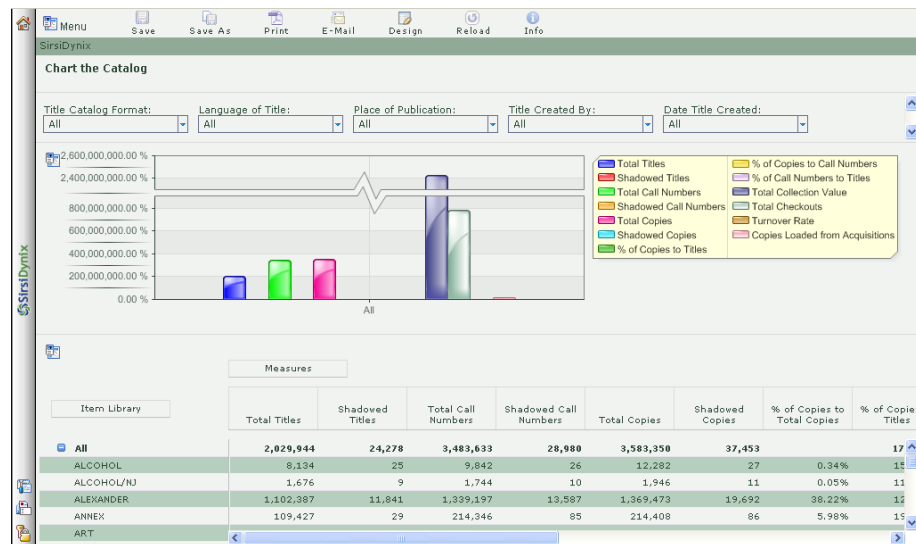 Menu Save Save As Print E-Mail Design Reload Info
SirsiDynix
Chart the Catalog
Title Catalog Format: Language of Title: Place of Publication: Title Created By: Date Title Created:
All All All All All
2,600,000,000.00 %
2,400,000,000.00 %
800,000,000.00 %
600,000,000.00 %
400,000,000.00 %
200,000,000.00 %
0.00 %
All
Total Titles % of Copies to Call Numbers
Shadowed Titles % of Call Numbers to Titles
Total Call Numbers Total Collection Value
Shadowed Call Numbers Total Checkouts
Total Copies Turnover Rate
Shadowed Copies Copies Loaded from Acquisitions
% of Copies to Titles
SirsiDynix
Measures
Item Library
Total Titles Shadowed Titles Total Call Numbers Shadowed Call Numbers Total Copies Shadowed Copies % of Copies to Total Copies % of Copie Titles
All 2,029,944 24,278 3,483,633 28,980 3,583,350 37,453 17
ALCOHOL 8,134 25 9,842 26 12,282 27 0.34% 15
ALCOHOL/NJ 1,676 9 1,744 10 1,946 11 0.05% 11
ALEXANDER 1,102,387 11,841 1,339,197 13,587 1,369,473 19,692 38.22% 12
ANNEX 109,427 29 214,346 85 214,408 86 5.98% 19
ART